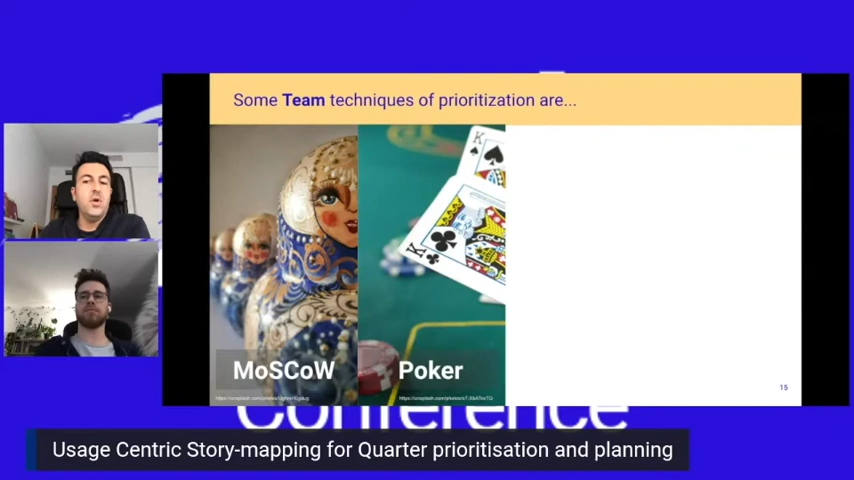 Some Team techniques of prioritization are...
MoSCoW
Poker
15
Conference
Usage Centric Story-mapping for Quarter prioritisation and planning